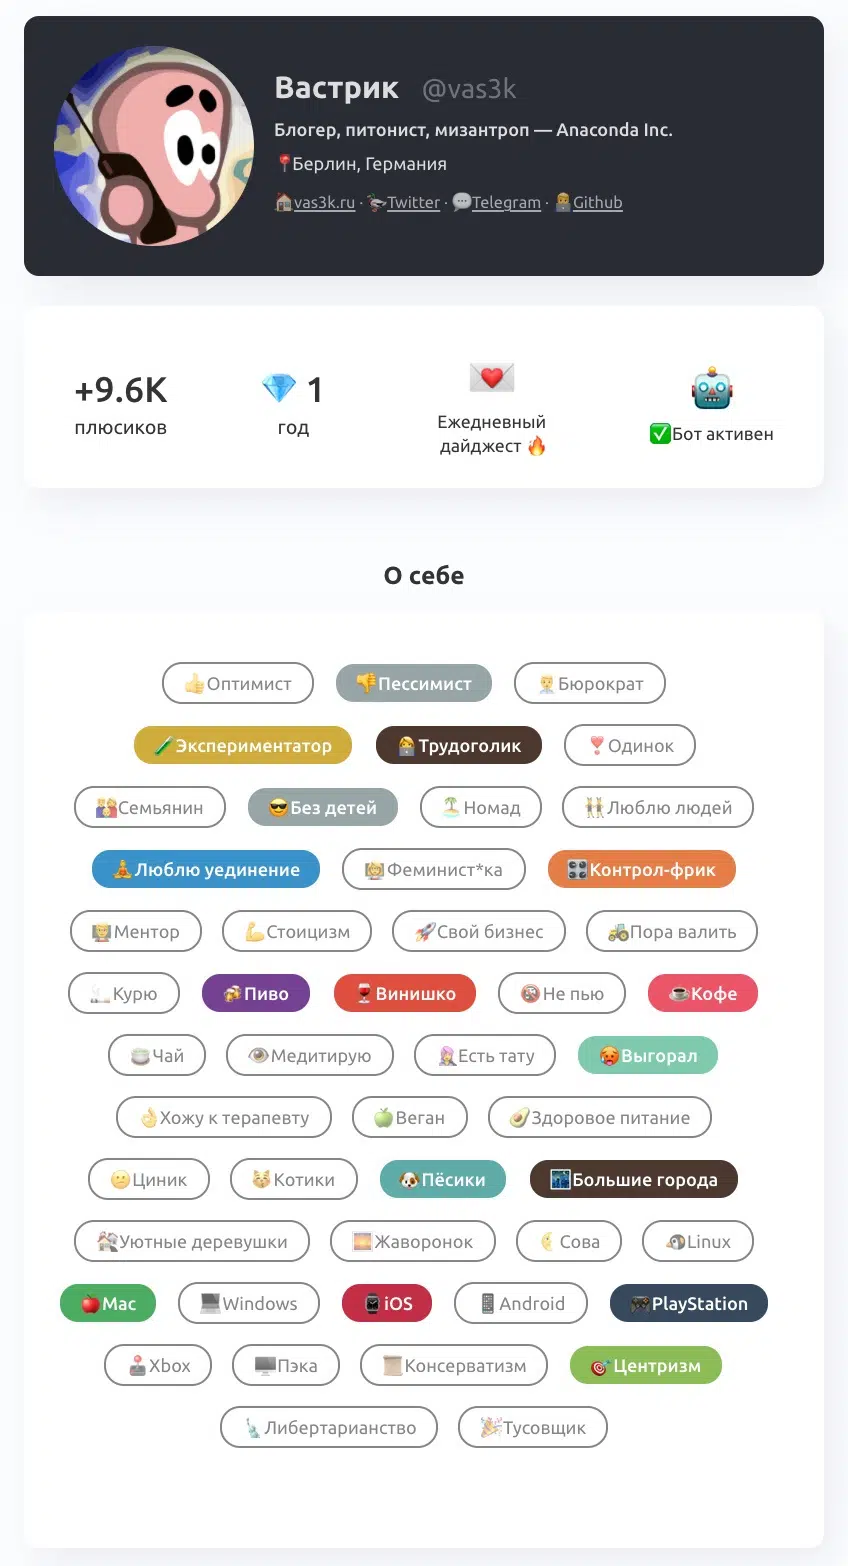 Вастрик @vas3k
Блогер, питонист, мизантроп — Anaconda Inc.
📍Берлин, Германия
🏠vas3k.ru · 🦆Twitter · 💬Telegram · 👨‍💻Github
+9.6K
плюсиков
💎 1
год
Ежедневный
дайджест 🔥
✅Бот активен
О себе
👍Оптимист 👎Пессимист 👨‍💼Бюрократ
🧪Экспериментатор 👩‍💻Трудоголик ❣️Одинок
👩‍❤️‍👨Семьянин 😎Без детей 🏝Номад 👯Люблю людей
🧘Люблю уединение 🙆Феминист*ка 🎛Контрол-фрик
👩‍🏫Ментор 💪Стоицизм 🚀Свой бизнес 🚜Пора валить
🚬Курю 🍻Пиво 🍷Винишко 🚱Не пью ☕Кофе
🍵Чай 👁Медитирую 👩‍🎤Есть тату 🥵Выгорал
👌Хожу к терапевту 🍏Веган 🥑Здоровое питание
😕Циник 😽Котики 🐶Пёсики 🌃Большие города
🏘Уютные деревушки 🌅Жаворонок 🌜Сова 🐧Linux
🍎Mac 💻Windows ⌚iOS 📱Android 🎮PlayStation
🕹Xbox 🖥Пэка 📜Консерватизм 🎯Центризм
🗽Либертарианство 🎉Тусовщик